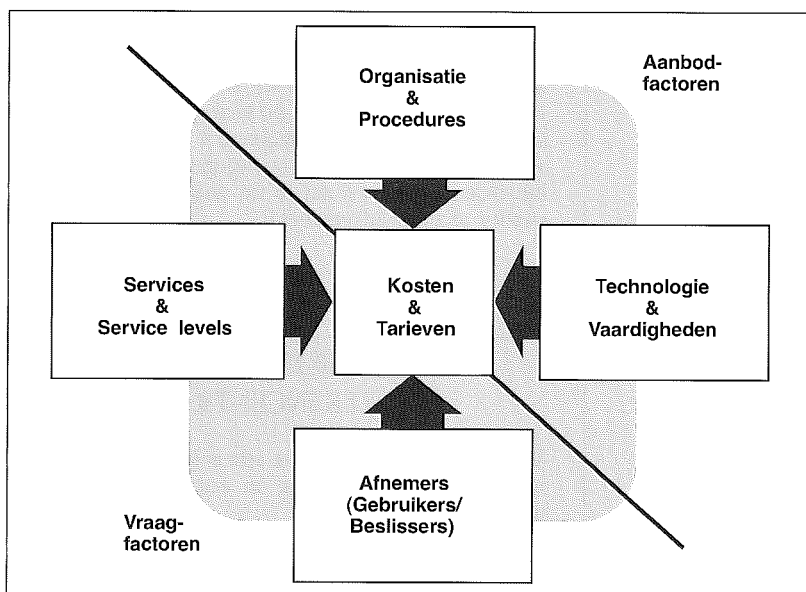 Organisatie
&
Procedures
Aanbod-
factoren
Services
&
Service levels
Kosten
&
Tarieven
Technologie
&
Vaardigheden
Afnemers
(Gebruikers/
Beslissers)
Vraag-
factoren